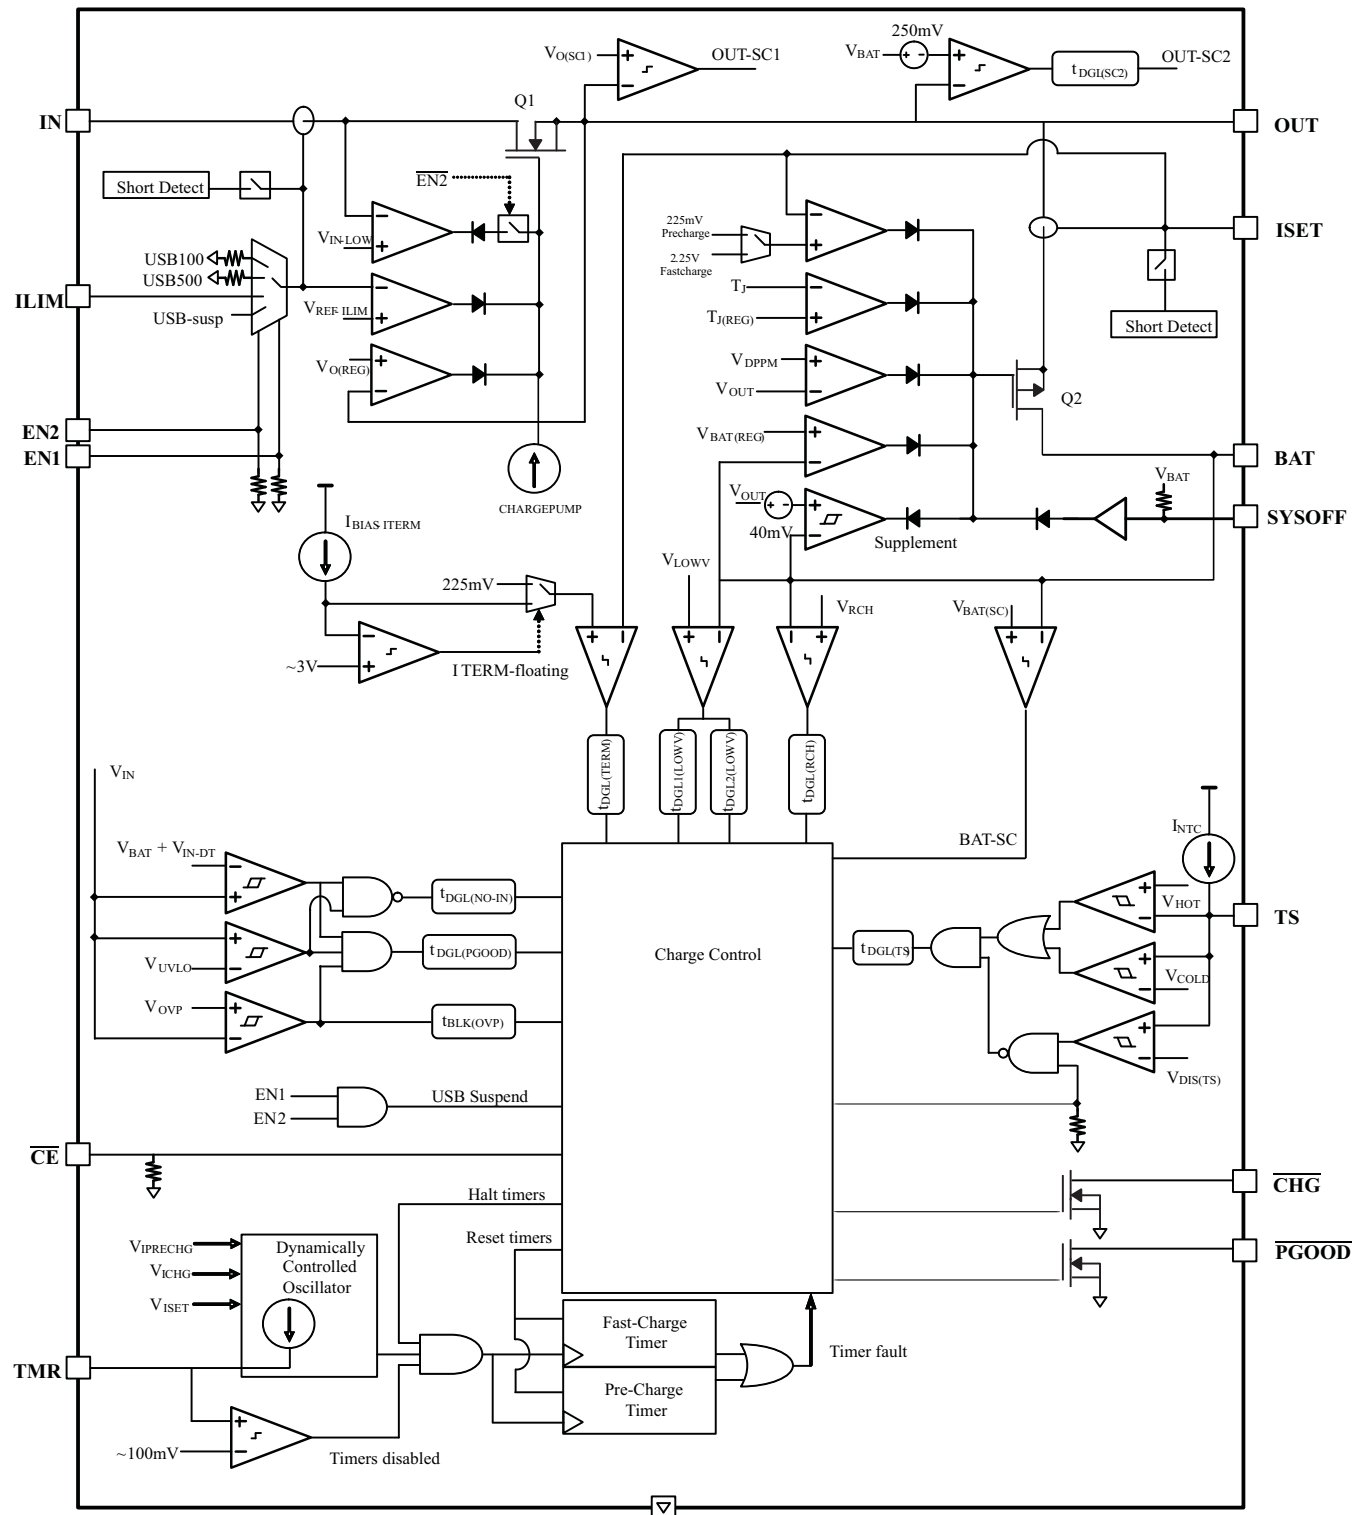 250mV
VO(SC1)
OUT-SC1
VBAT
tDGL(SC2)
OUT-SC2
Q1
IN
OUT
EN2
Short Detect
225mV
Precharge
ISET
VIN-LOW
2.25V
Fastcharge
USB100
USB500
TJ
ILIM
VREF-ILIM
USB-susp
TJ(REG)
Short Detect
VO(REG)
VDPPM
VOUT
Q2
EN2
VBAT(REG)
EN1
BAT
VBAT
VOUT
CHARGEPUMP
SYSOFF
IBIAS ITERM
40mV
Supplement
VLOWV
225mV
VRCH
VBAT(SC)
~3V
I TERM-floating
tDGL(TERM)
tDGL1(LOWV)
tDGL2(LOWV)
tDGL(RCH)
VIN
INTC
VBAT + VIN-DT
BAT-SC
tDGL(NO-IN)
VHOT
TS
tDGL(PGOOD)
Charge Control
tDGL(TS)
VUVLO
VCOLD
VOVP
tBLK(OVP)
VDIS(TS)
EN1
USB Suspend
EN2
CE
CHG
Halt timers
Reset timers
VIPRECHG
Dynamically
Controlled
Oscillator
PGOOD
VICHG
VISET
Fast-Charge
Timer
TMR
Timer fault
Pre-Charge
Timer
~100mV
Timers disabled